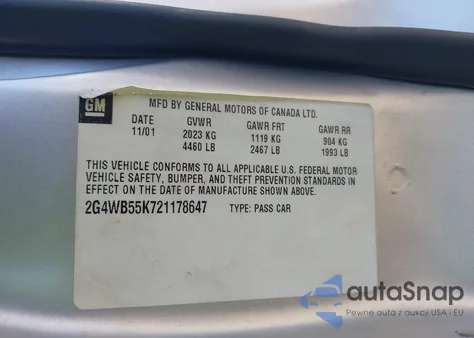 GM
MFD BY GENERAL MOTORS OF CANADA LTD.
DATE GVWR GAWR FRT GAWR RR
11/01 2023 KG 1119 KG 904 KG
4460 LB 2467 LB 1993 LB
THIS VEHICLE CONFORMS TO ALL APPLICABLE U.S. FEDERAL MOTOR
VEHICLE SAFETY, BUMPER, AND THEFT PREVENTION STANDARDS IN
EFFECT ON THE DATE OF MANUFACTURE SHOWN ABOVE.
2G4WB55K721178647 TYPE: PASS CAR
autoSnap
Pewne auta z aukcji USA - EU